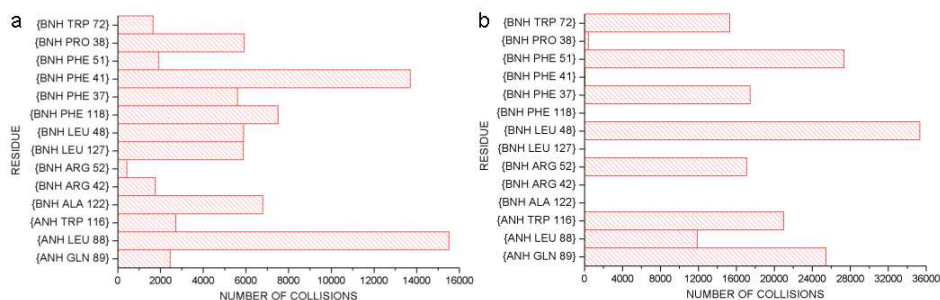 a
RESIDUE
{BNH TRP 72}
{BNH PRO 38}
{BNH PHE 51}
{BNH PHE 41}
{BNH PHE 37}
{BNH PHE 118}
{BNH LEU 48}
{BNH LEU 127}
{BNH ARG 52}
{BNH ARG 42}
{BNH ALA 122}
{ANH TRP 116}
{ANH LEU 88}
{ANH GLN 89}
0 2000 4000 6000 8000 10000 12000 14000 16000
NUMBER OF COLLISIONS
b
RESIDUE
{BNH TRP 72}
{BNH PRO 38}
{BNH PHE 51}
{BNH PHE 41}
{BNH PHE 37}
{BNH PHE 118}
{BNH LEU 48}
{BNH LEU 127}
{BNH ARG 52}
{BNH ARG 42}
{BNH ALA 122}
{ANH TRP 116}
{ANH LEU 88}
{ANH GLN 89}
0 4000 8000 12000 16000 20000 24000 28000 32000 36000
NUMBER OF COLLISIONS